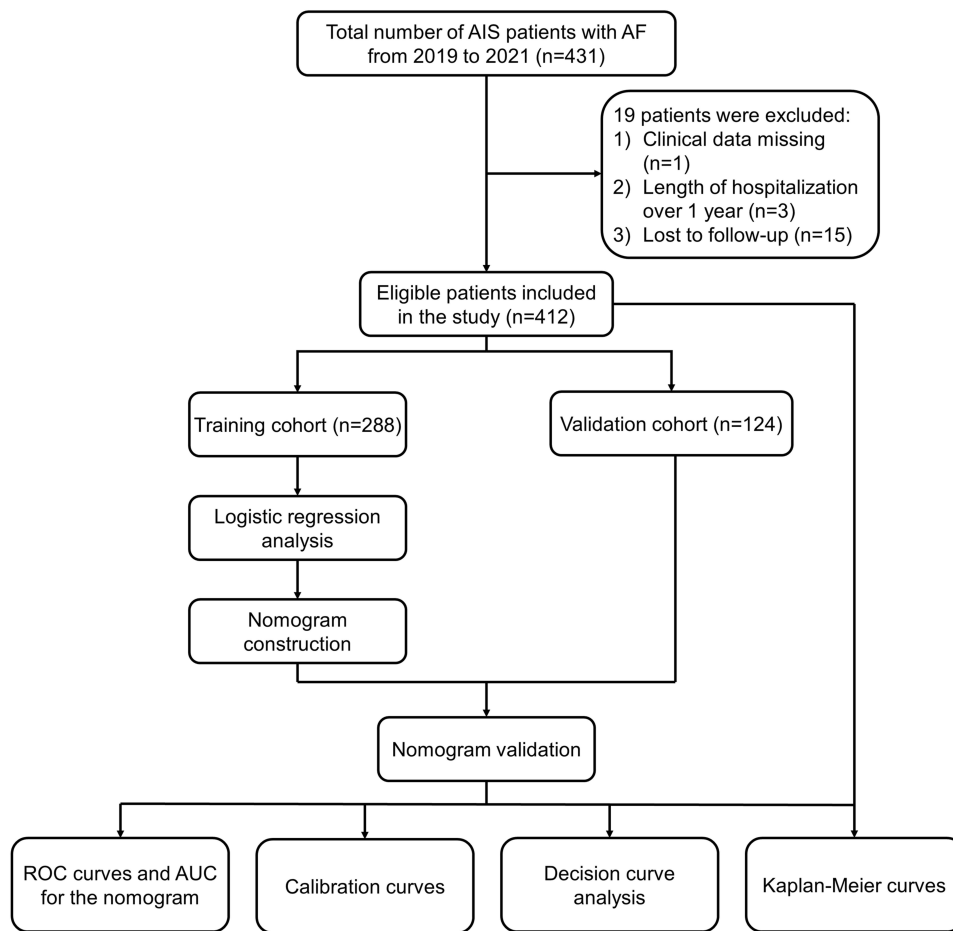 Total number of AIS patients with AF
from 2019 to 2021 (n=431)
19 patients were excluded:
1) Clinical data missing
(n=1)
2) Length of hospitalization
over 1 year (n=3)
3) Lost to follow-up (n=15)
Eligible patients included
in the study (n=412)
Training cohort (n=288)
Validation cohort (n=124)
Logistic regression
analysis
Nomogram
construction
Nomogram validation
ROC curves and AUC
for the nomogram
Calibration curves
Decision curve
analysis
Kaplan-Meier curves